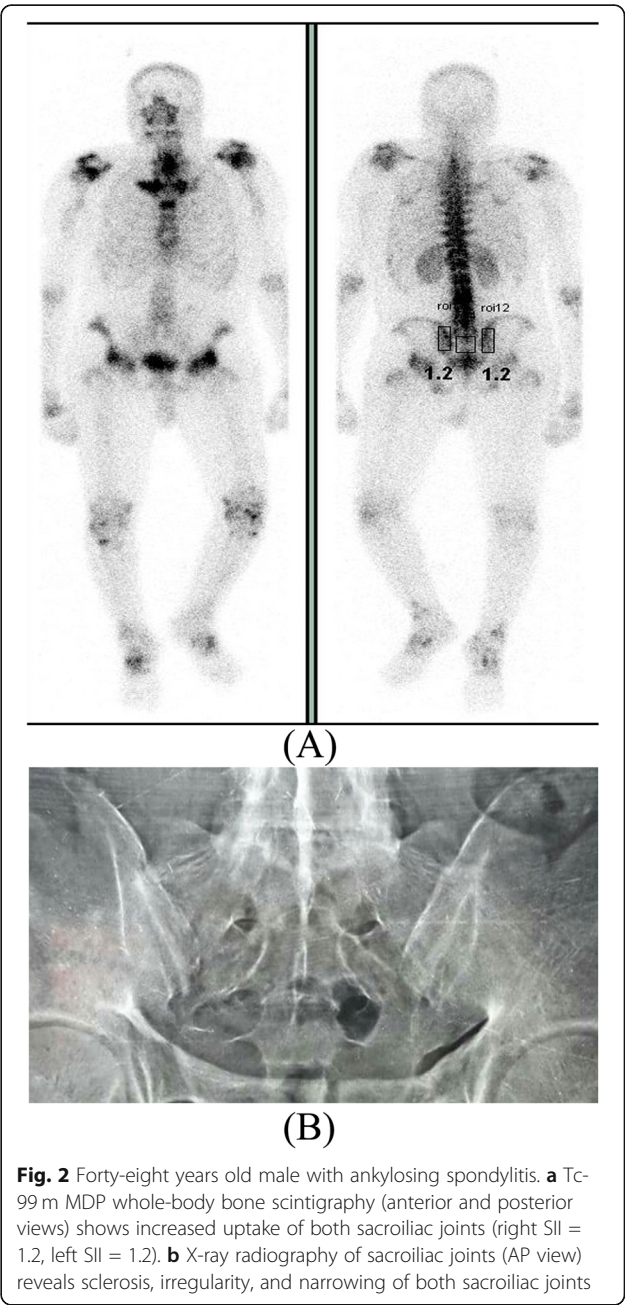 roi
roi12
1.2
1.2
(A)
(B)
Fig. 2 Forty-eight years old male with ankylosing spondylitis. a Tc-
99 m MDP whole-body bone scintigraphy (anterior and posterior
views) shows increased uptake of both sacroiliac joints (right SII =
1.2, left SII = 1.2). b X-ray radiography of sacroiliac joints (AP view)
reveals sclerosis, irregularity, and narrowing of both sacroiliac joints